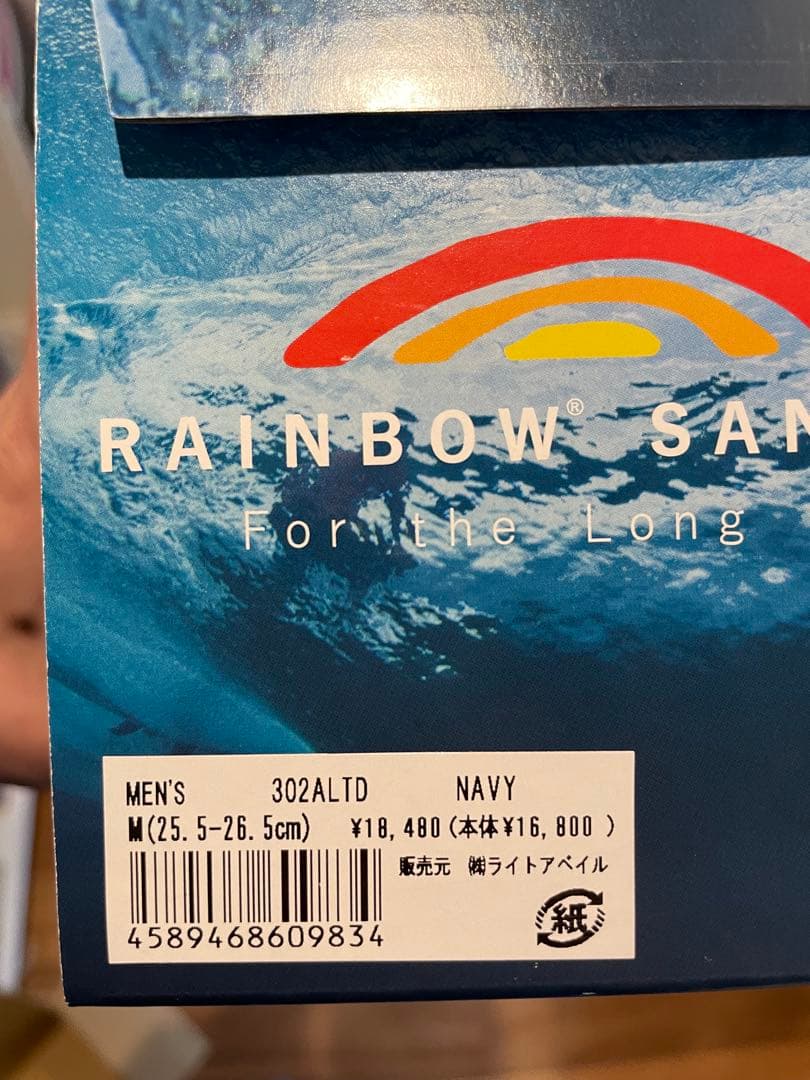 RAINBOW® SAN
For the Long
MEN'S 302ALTD NAVY
M(25.5-26.5cm) ¥18,480(本体¥16,800 )
販売元 ㈱ライトアベイル
4589468609834
紙